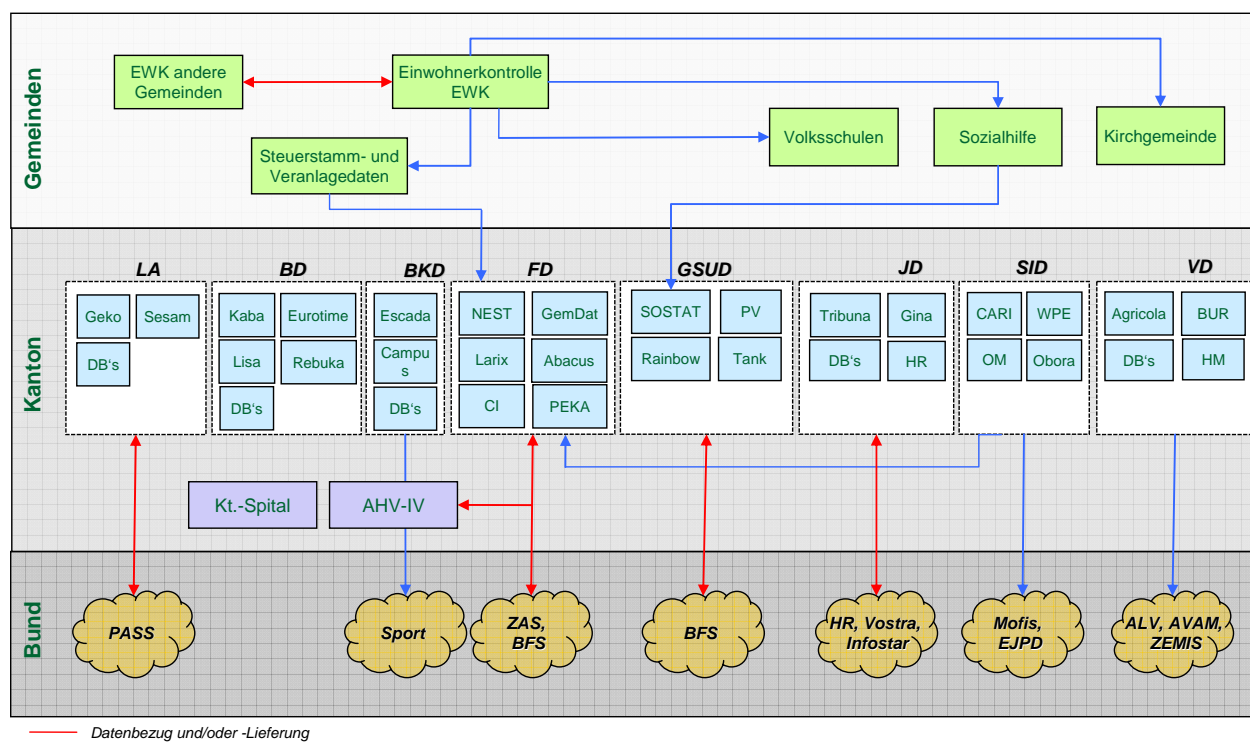 Gemeinden
EWK andere
Gemeinden
Einwohnerkontrolle
EWK
Steuerstamm- und
Veranlagedaten
Volksschulen
Sozialhilfe
Kirchgemeinde
Kanton
LA
Geko
Sesam
DB's
BD
Kaba
Eurotime
Lisa
Rebuka
DB's
BKD
Escada
Campu
s
DB's
FD
NEST
GemDat
Larix
Abacus
CI
PEKA
GSUD
SOSTAT
PV
Rainbow
Tank
JD
Tribuna
Gina
DB's
HR
SID
CARI
WPE
OM
Obora
VD
Agricola
BUR
DB's
HM
Kt.-Spital
AHV-IV
Bund
PASS
Sport
ZAS,
BFS
BFS
HR, Vostra,
Infostar
Mofis,
EJPD
ALV, AVAM,
ZEMIS
Datenbezug und/oder -Lieferung